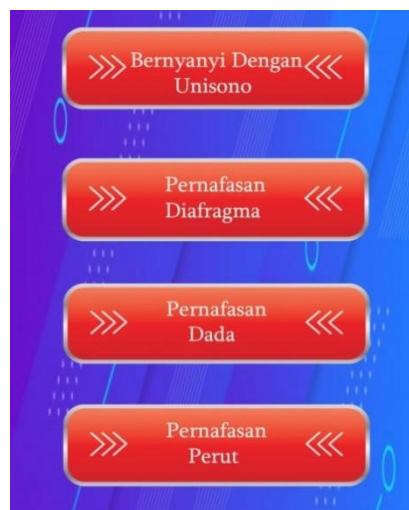 Bernyanyi Dengan
Unisono
Pernafasan
Diafragma
Pernafasan
Dada
Pernafasan
Perut